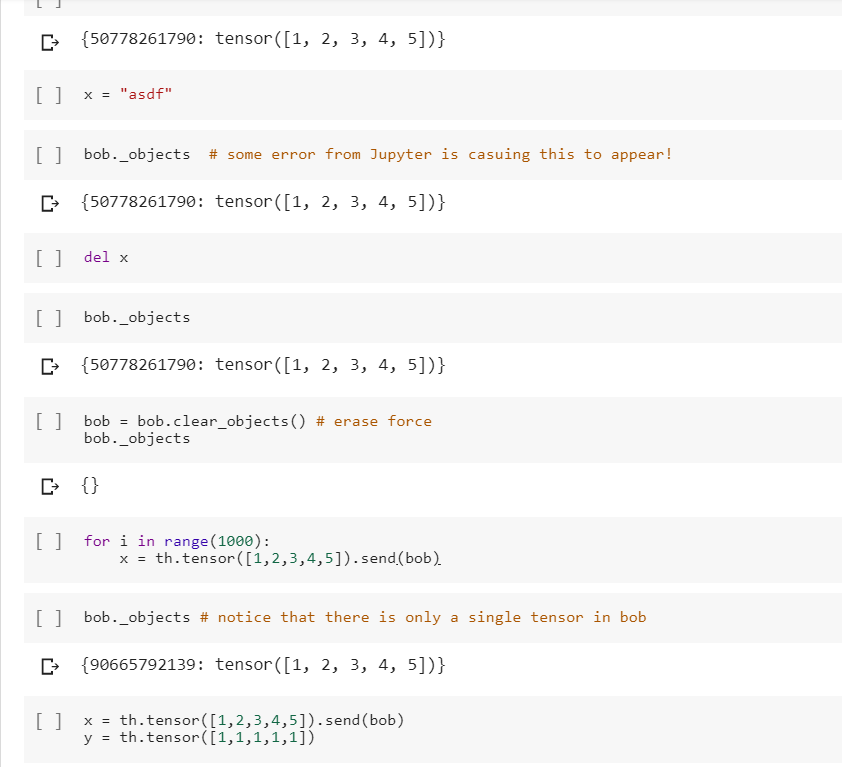 [ ]
{50778261790: tensor([1, 2, 3, 4, 5])}
[ ] x = "asdf"
[ ] bob._objects  # some error from Jupyter is casuing this to appear!
{50778261790: tensor([1, 2, 3, 4, 5])}
[ ] del x
[ ] bob._objects
{50778261790: tensor([1, 2, 3, 4, 5])}
[ ] bob = bob.clear_objects() # erase force
bob._objects
{}
[ ] for i in range(1000):
x = th.tensor([1,2,3,4,5]).send(bob)
[ ] bob._objects # notice that there is only a single tensor in bob
{90665792139: tensor([1, 2, 3, 4, 5])}
[ ] x = th.tensor([1,2,3,4,5]).send(bob)
y = th.tensor([1,1,1,1,1])